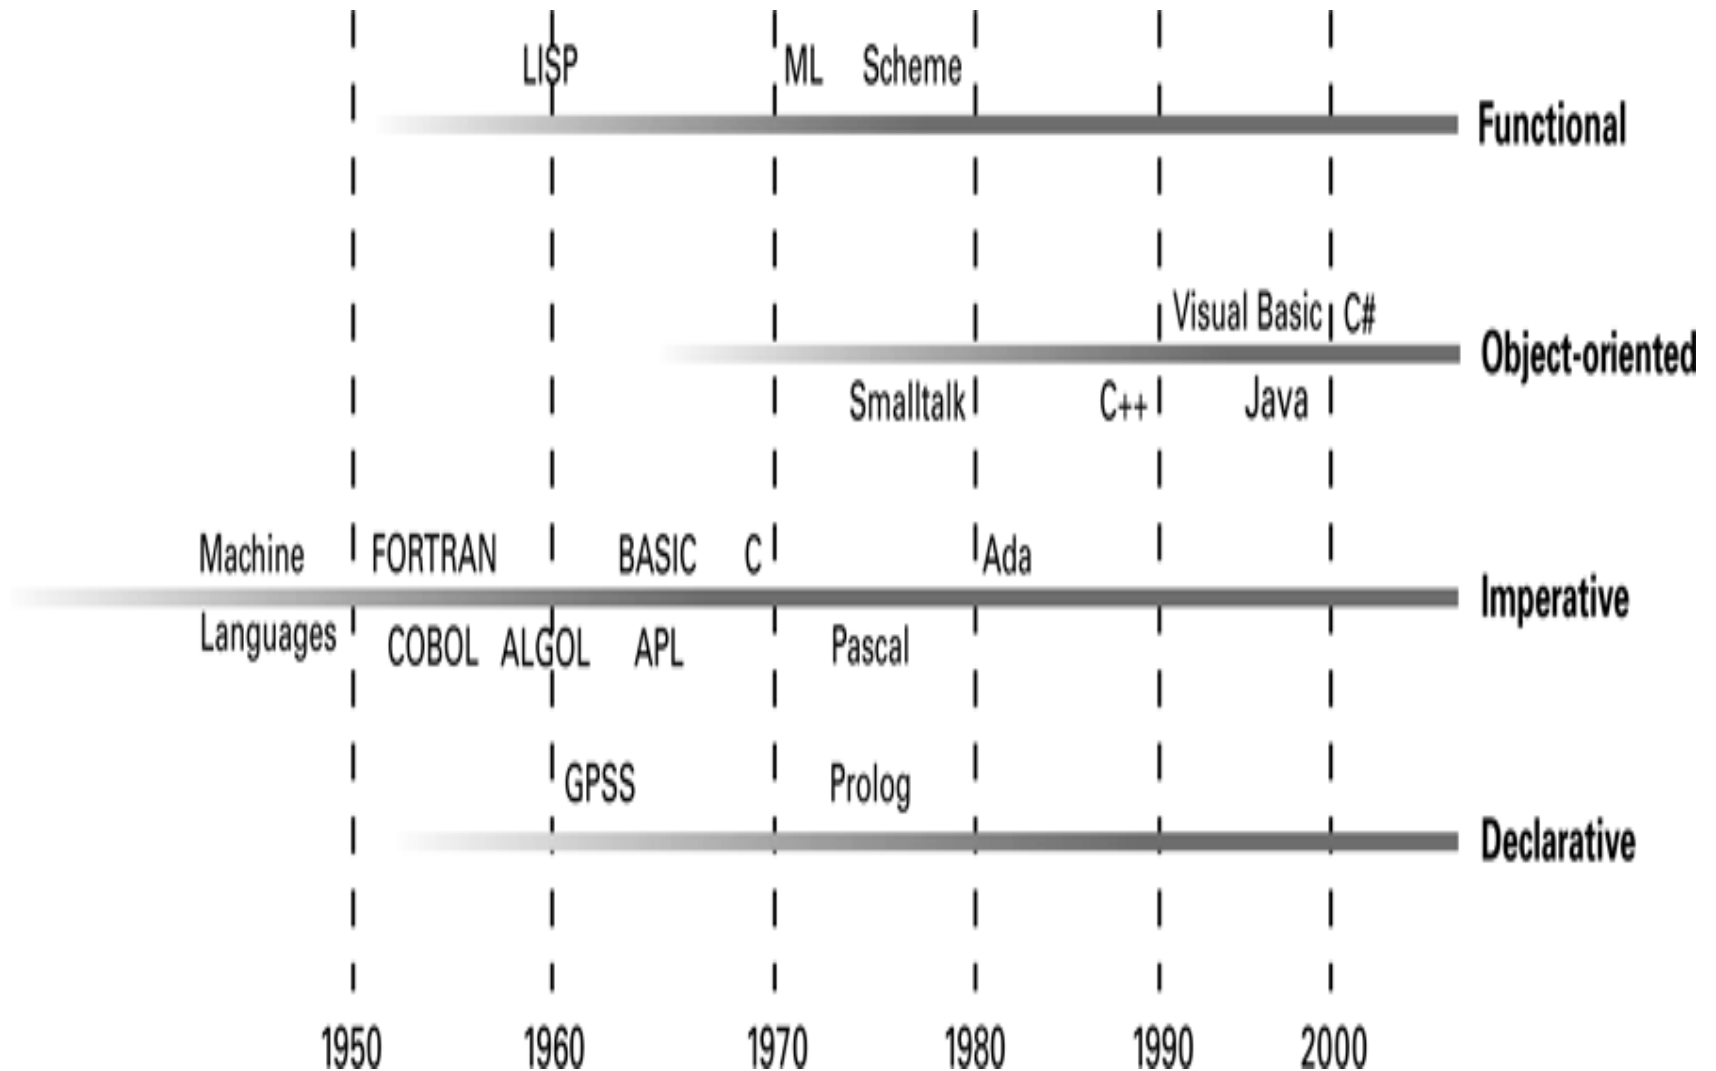 LISP ML Scheme
Functional
Visual Basic C#
Object-oriented
Smalltalk C++ Java
Machine FORTRAN BASIC C Ada
Imperative
Languages COBOL ALGOL APL Pascal
GPSS Prolog
Declarative
1950 1960 1970 1980 1990 2000